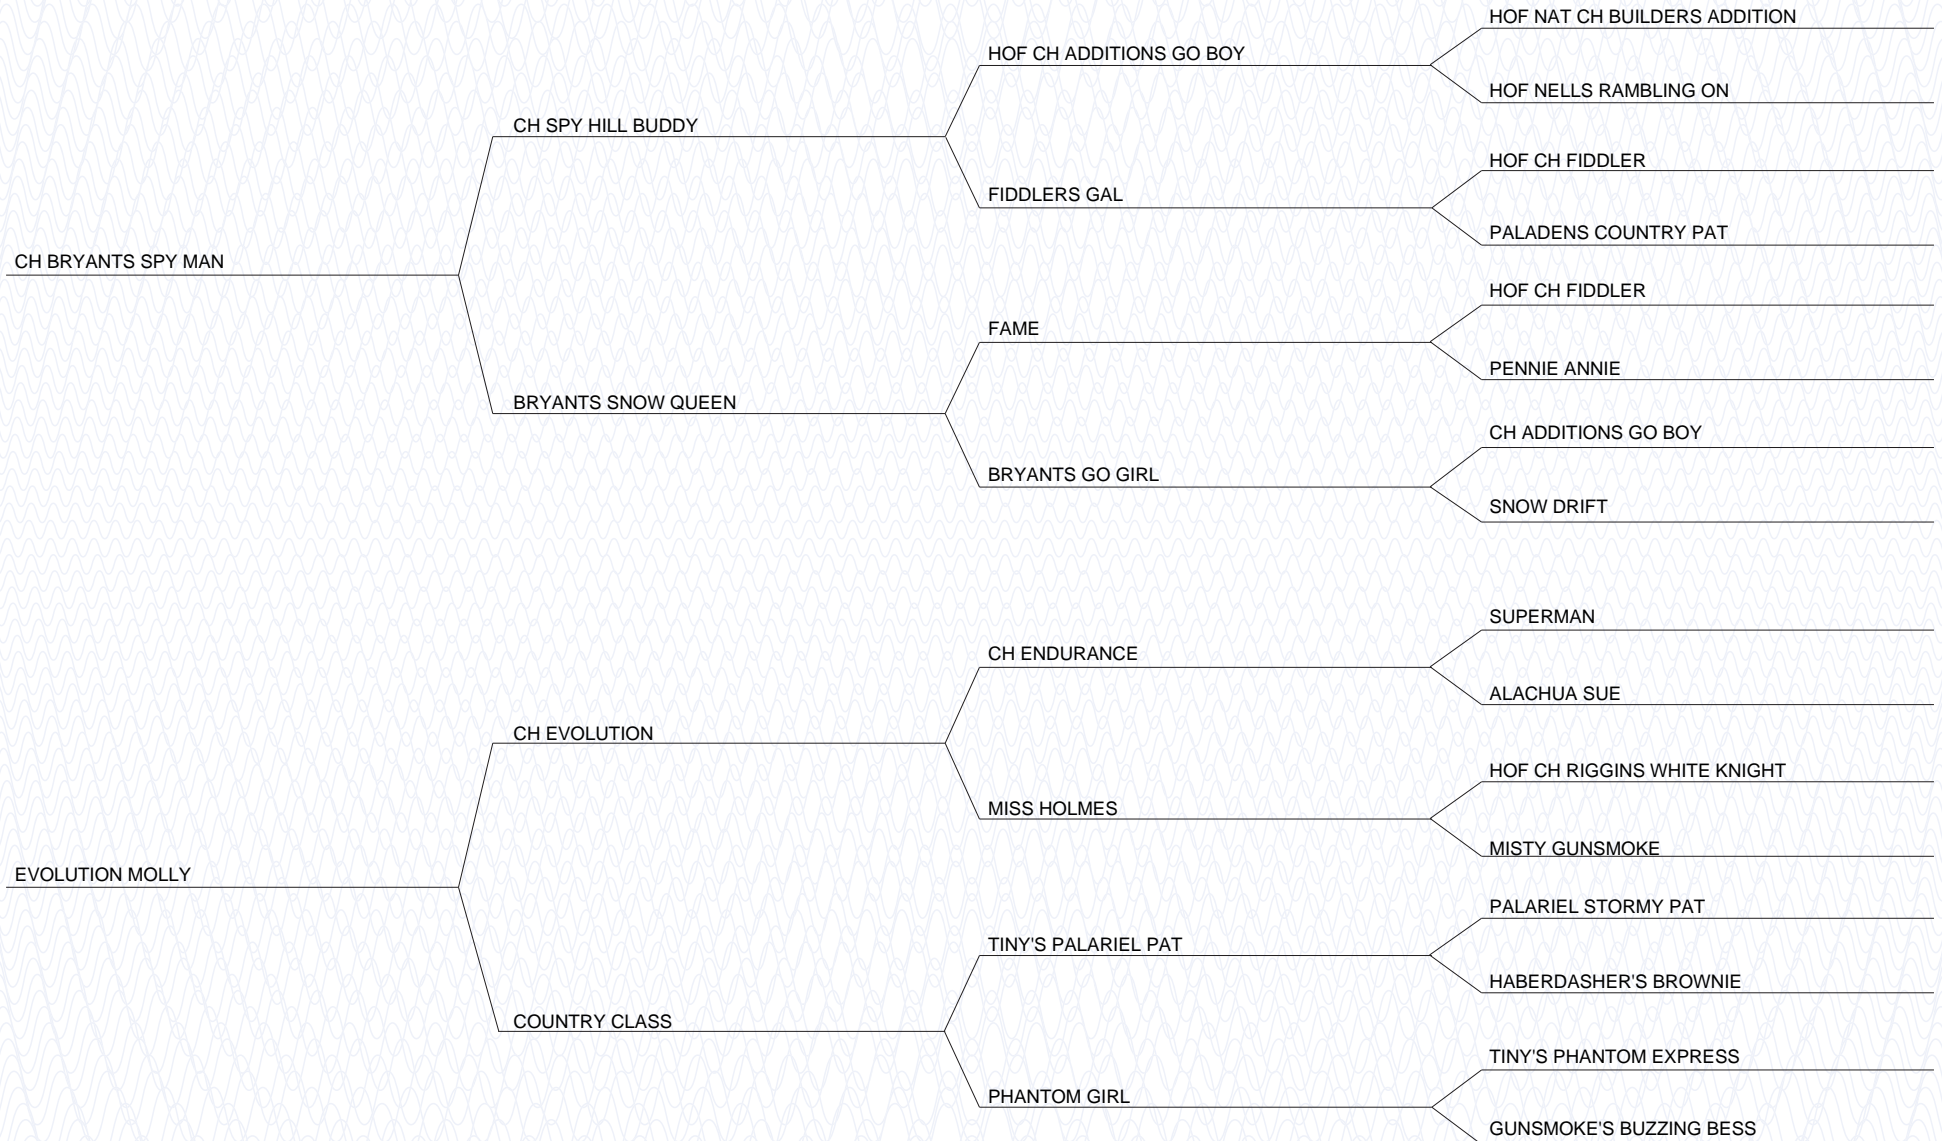 HOF NAT CH BUILDERS ADDITION
HOF CH ADDITIONS GO BOY
HOF NELLS RAMBLING ON
CH SPY HILL BUDDY
HOF CH FIDDLER
FIDDLERS GAL
PALADENS COUNTRY PAT
CH BRYANTS SPY MAN
HOF CH FIDDLER
FAME
PENNIE ANNIE
BRYANTS SNOW QUEEN
CH ADDITIONS GO BOY
BRYANTS GO GIRL
SNOW DRIFT
SUPERMAN
CH ENDURANCE
ALACHUA SUE
CH EVOLUTION
HOF CH RIGGINS WHITE KNIGHT
MISS HOLMES
MISTY GUNSMOKE
EVOLUTION MOLLY
PALARIEL STORMY PAT
TINY'S PALARIEL PAT
HABERDASHER'S BROWNIE
COUNTRY CLASS
TINY'S PHANTOM EXPRESS
PHANTOM GIRL
GUNSMOKE'S BUZZING BESS